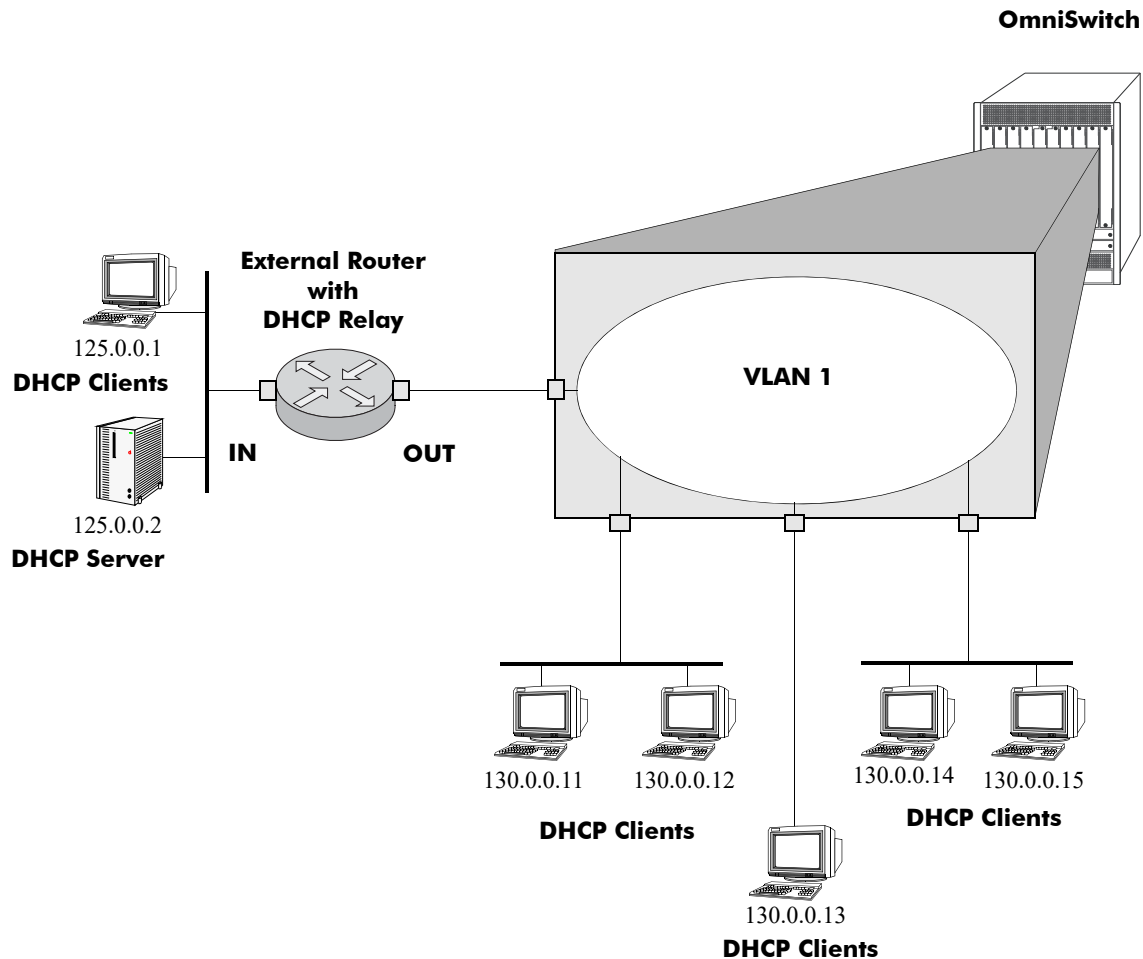 OmniSwitch
External Router
with
DHCP Relay
125.0.0.1
DHCP Clients
VLAN 1
IN
OUT
125.0.0.2
DHCP Server
130.0.0.11
130.0.0.12
DHCP Clients
130.0.0.14
130.0.0.15
DHCP Clients
130.0.0.13
DHCP Clients